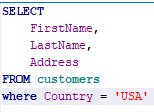 SELECT
FirstName,
LastName,
Address
FROM customers
where Country = 'USA'